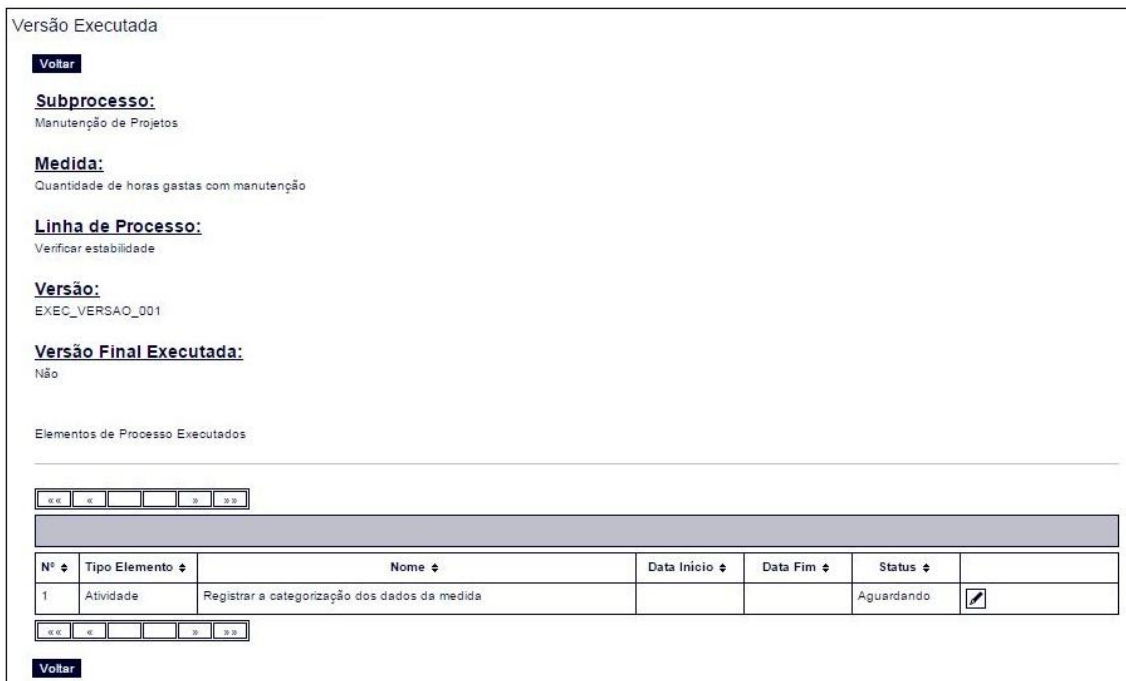 Versão Executada
Voltar
Subprocesso:
Manutenção de Projetos
Medida:
Quantidade de horas gastas com manutenção
Linha de Processo:
Verificar estabilidade
Versão:
EXEC_VERSAO_001
Versão Final Executada:
Não
Elementos de Processo Executados
«« « » »»
Nº Tipo Elemento Nome Data Início Data Fim Status
1 Atividade Registrar a categorização dos dados da medida Aguardando
«« « » »»
Voltar